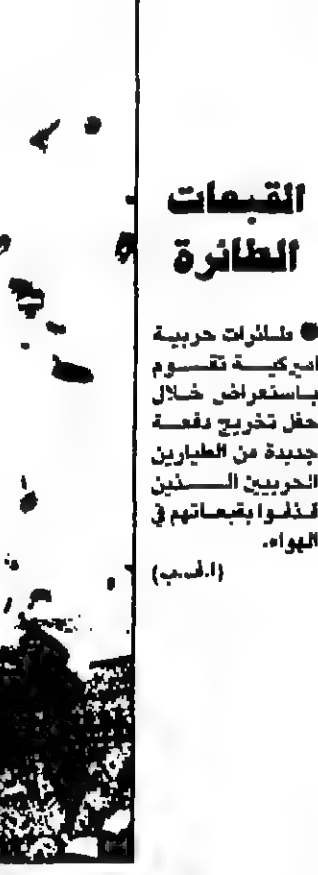 القبعات
الطائرة
● طائرات حربية
اميركية تقوم
باستعراض خلال
حفل تخريج دفعة
جديدة من الطيارين
الحربيين الذين
قذفوا بقبعاتهم في
الهواء.
(ا.ف.ب)